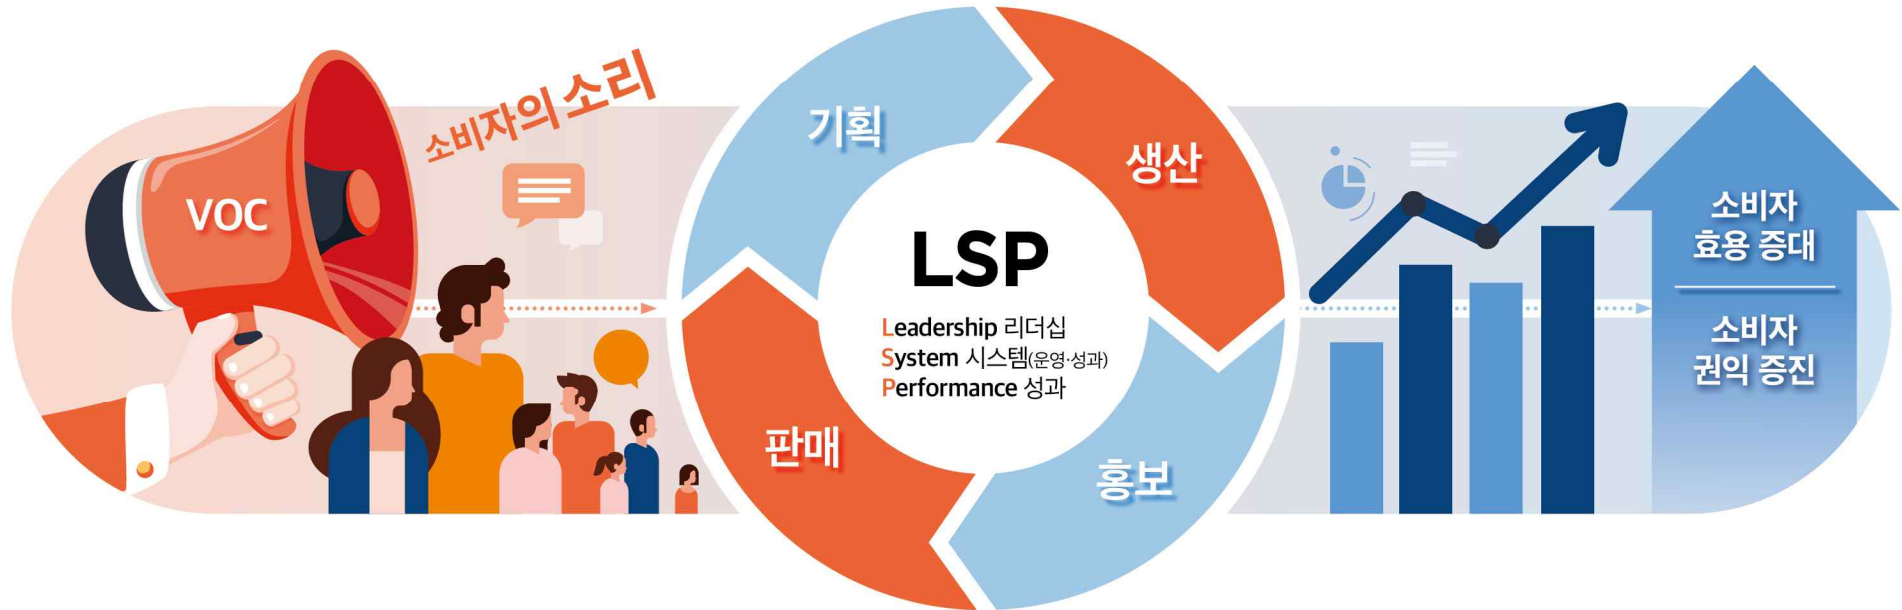 소비자의 소리
VOC
기획
생산
홍보
판매
LSP
Leadership 리더십
System 시스템(운영·성과)
Performance 성과
소비자
효용 증대
소비자
권익 증진